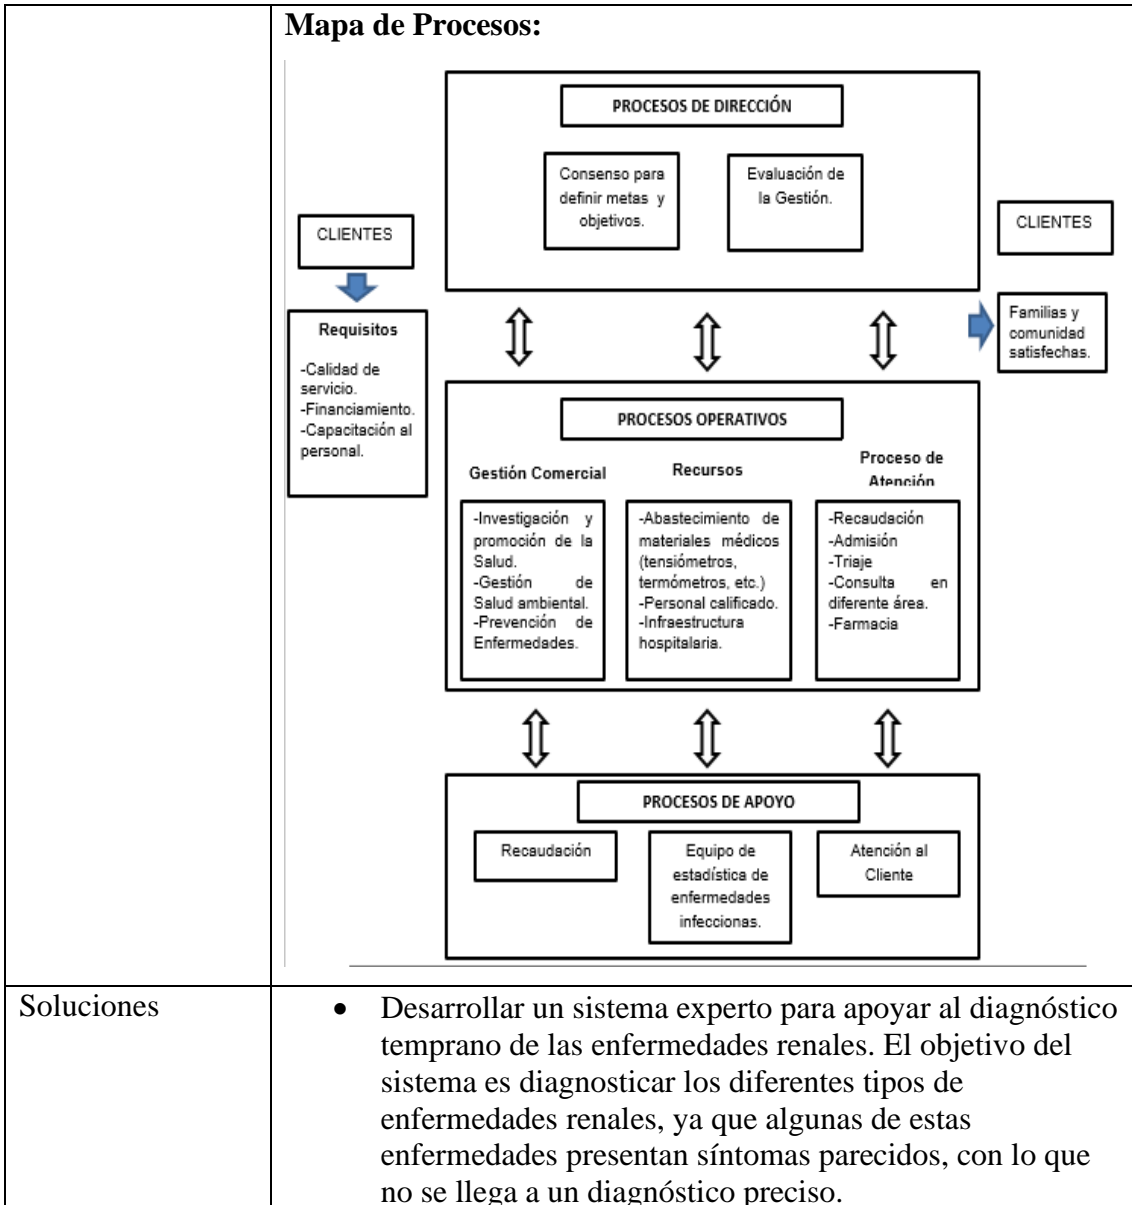 Mapa de Procesos:
PROCESOS DE DIRECCIÓN
Consenso para
definir metas y
objetivos.
Evaluación de
la Gestión.
CLIENTES
CLIENTES
Requisitos
-Calidad de
servicio.
-Financiamiento.
-Capacitación al
personal.
Familias y
comunidad
satisfechas.
PROCESOS OPERATIVOS
Gestión Comercial
-Investigación y
promoción de la
Salud.
-Gestión de
Salud ambiental.
-Prevención de
Enfermedades.
Recursos
-Abastecimiento de
materiales médicos
(tensiómetros,
termómetros, etc.)
-Personal calificado.
-Infraestructura
hospitalaria.
Proceso de
Atención
-Recaudación
-Admisión
-Triaje
-Consulta en
diferente área.
-Farmacia
PROCESOS DE APOYO
Recaudación
Equipo de
estadística de
enfermedades
infeccionas.
Atención al
Cliente
Soluciones
• Desarrollar un sistema experto para apoyar al diagnóstico
temprano de las enfermedades renales. El objetivo del
sistema es diagnosticar los diferentes tipos de
enfermedades renales, ya que algunas de estas
enfermedades presentan síntomas parecidos, con lo que
no se llega a un diagnóstico preciso.